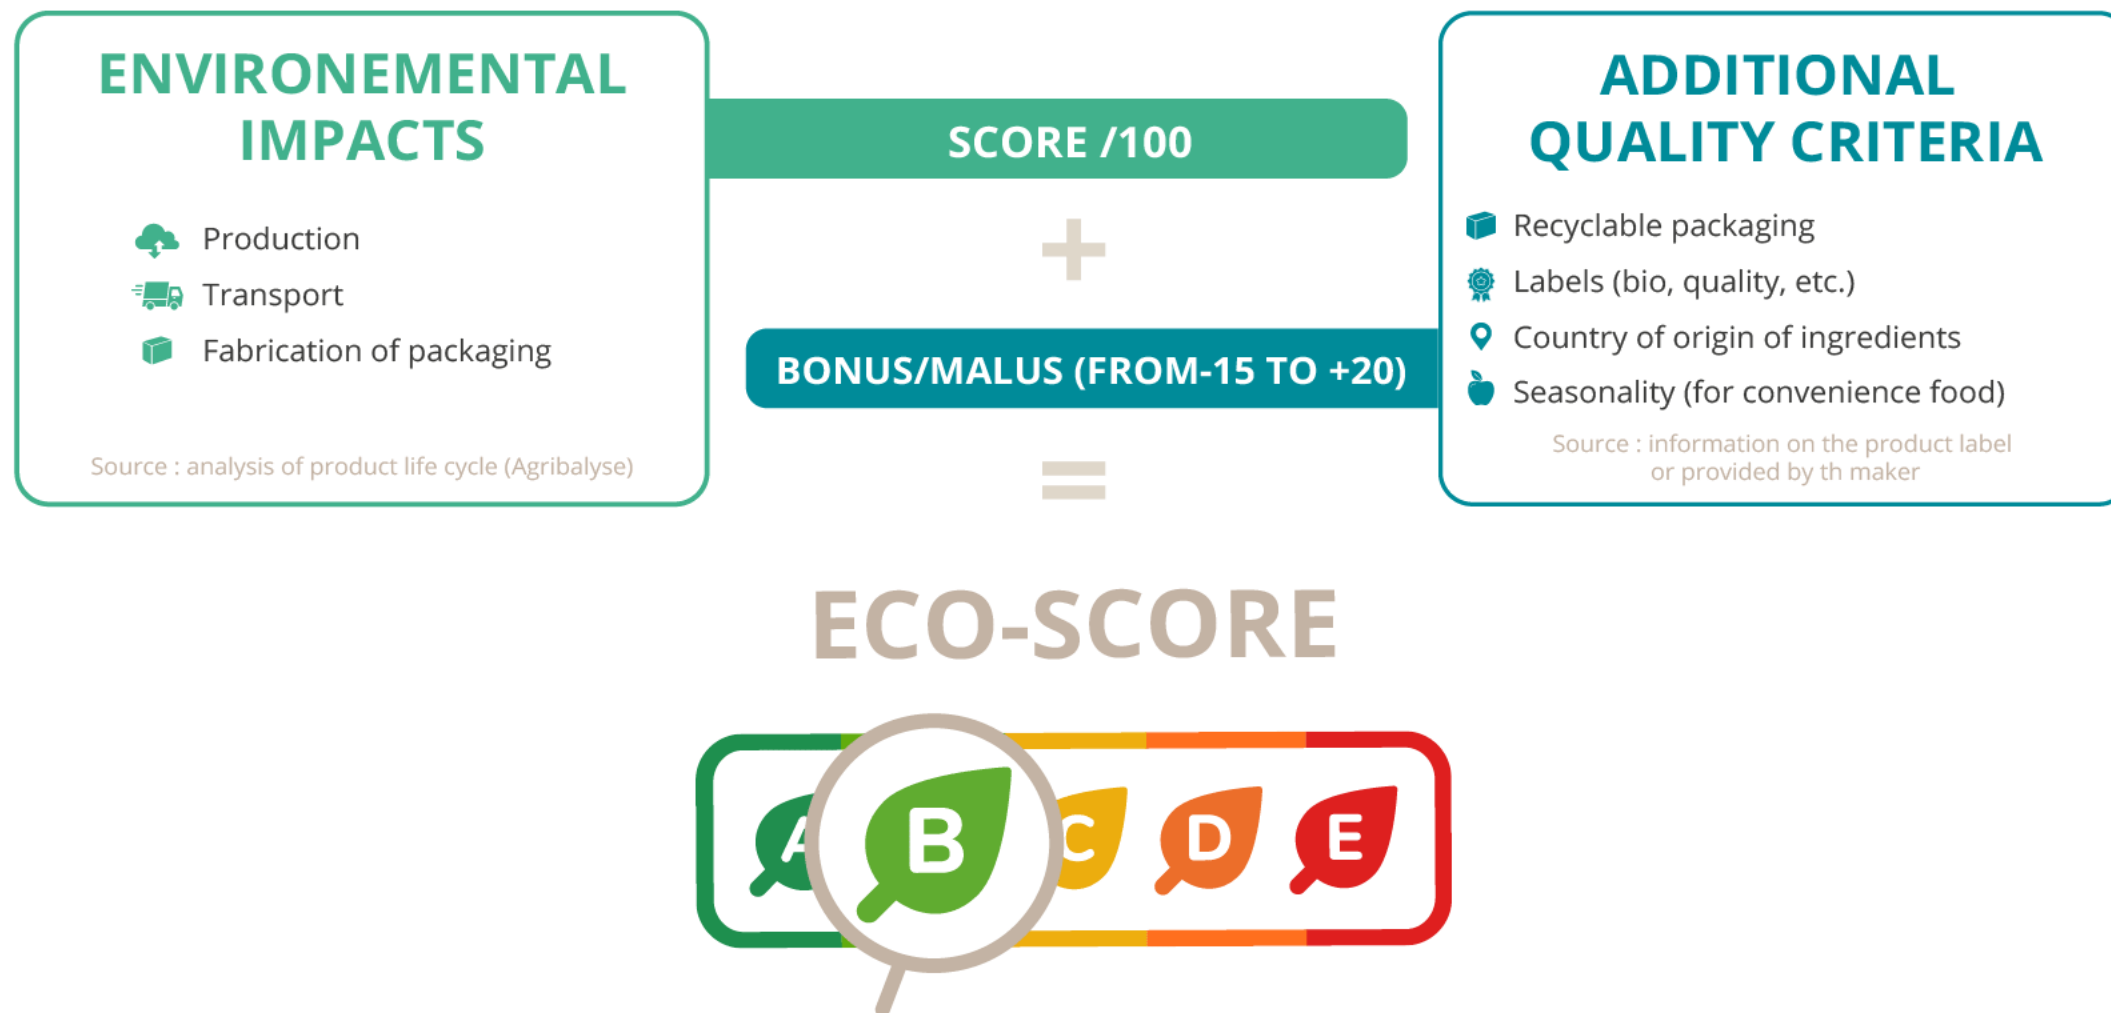 ENVIRONEMENTAL
IMPACTS
Production
Transport
Fabrication of packaging
Source : analysis of product life cycle (Agribalyse)
SCORE /100
+
BONUS/MALUS (FROM-15 TO +20)
=
ADDITIONAL
QUALITY CRITERIA
Recyclable packaging
Labels (bio, quality, etc.)
Country of origin of ingredients
Seasonality (for convenience food)
Source : information on the product label
or provided by th maker
ECO-SCORE
A B C D E